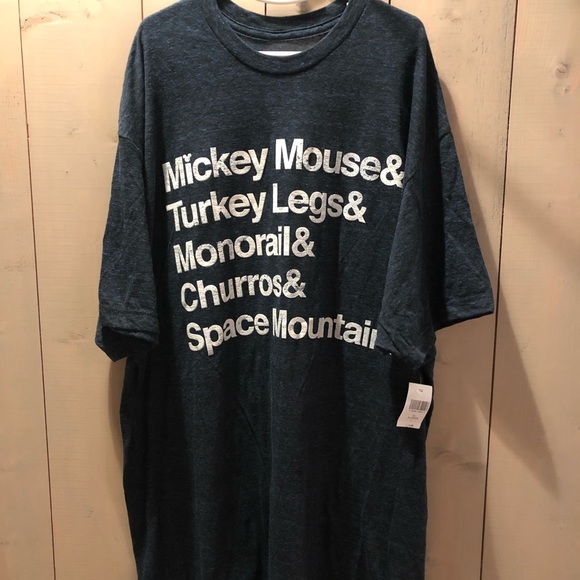 Mickey Mouse&
Turkey Legs&
Monorail&
Churros&
Space Mountain